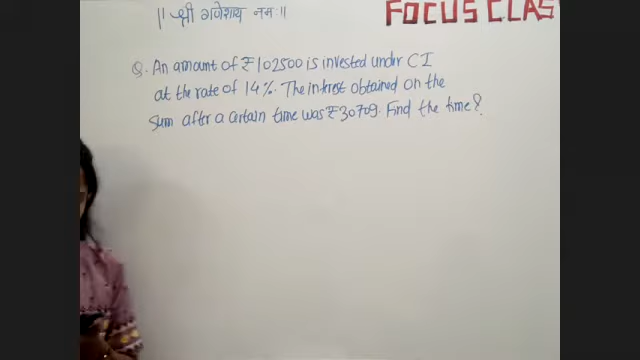 || श्री गणेशाय नमः ||
FOCUS CLAS
Q. An amount of ₹102500 is invested under CI
at the rate of 14%. The interest obtained on the
sum after a certain time was ₹30709. Find the time?